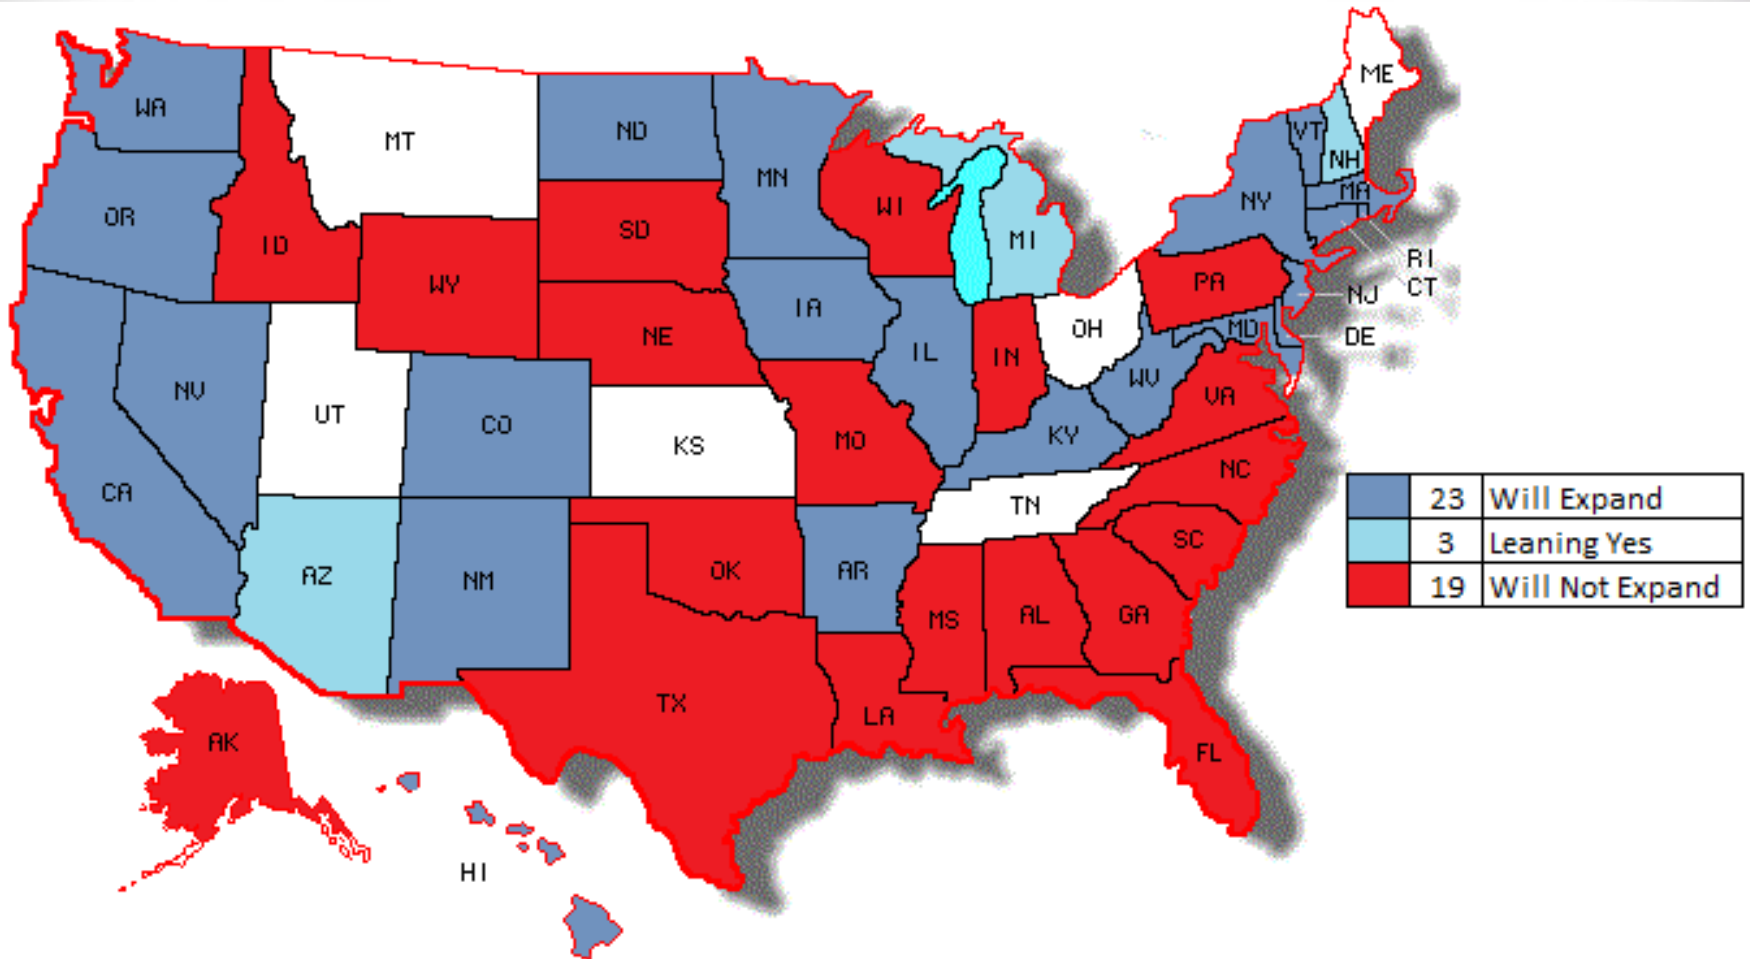 ME
WA
MT
ND
VT
MN
NH
MA
WI
NY
OR
SD
MI
ID
RI
WY
PA
CT
NJ
IA
OH
MD
DE
NE
IL
IN
WV
NV
VA
UT
CO
KY
KS
MO
NC
CA
TN
23 Will Expand
SC
3 Leaning Yes
AZ
NM
OK
AR
19 Will Not Expand
MS
AL
GA
TX
LA
AK
FL
HI